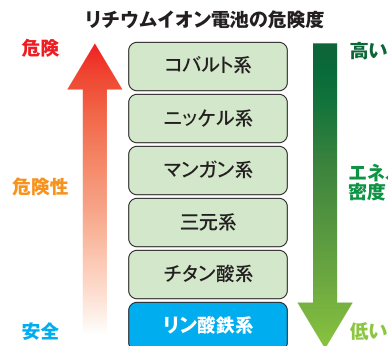 リチウムイオン電池の危険度
危険
コバルト系
高い
ニッケル系
マンガン系
危険性
エネ
密度
三元系
チタン酸系
安全
リン酸鉄系
低い